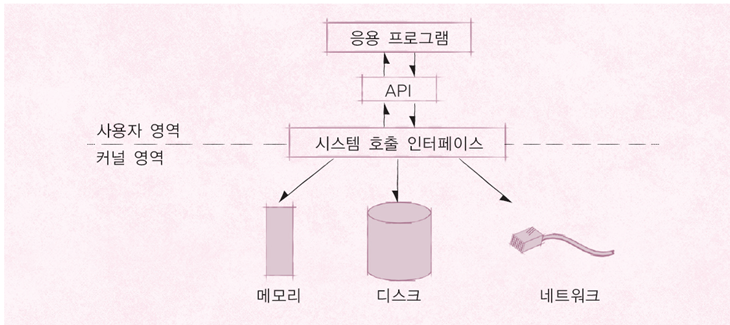 응용 프로그램
API
사용자 영역
시스템 호출 인터페이스
커널 영역
메모리
디스크
네트워크